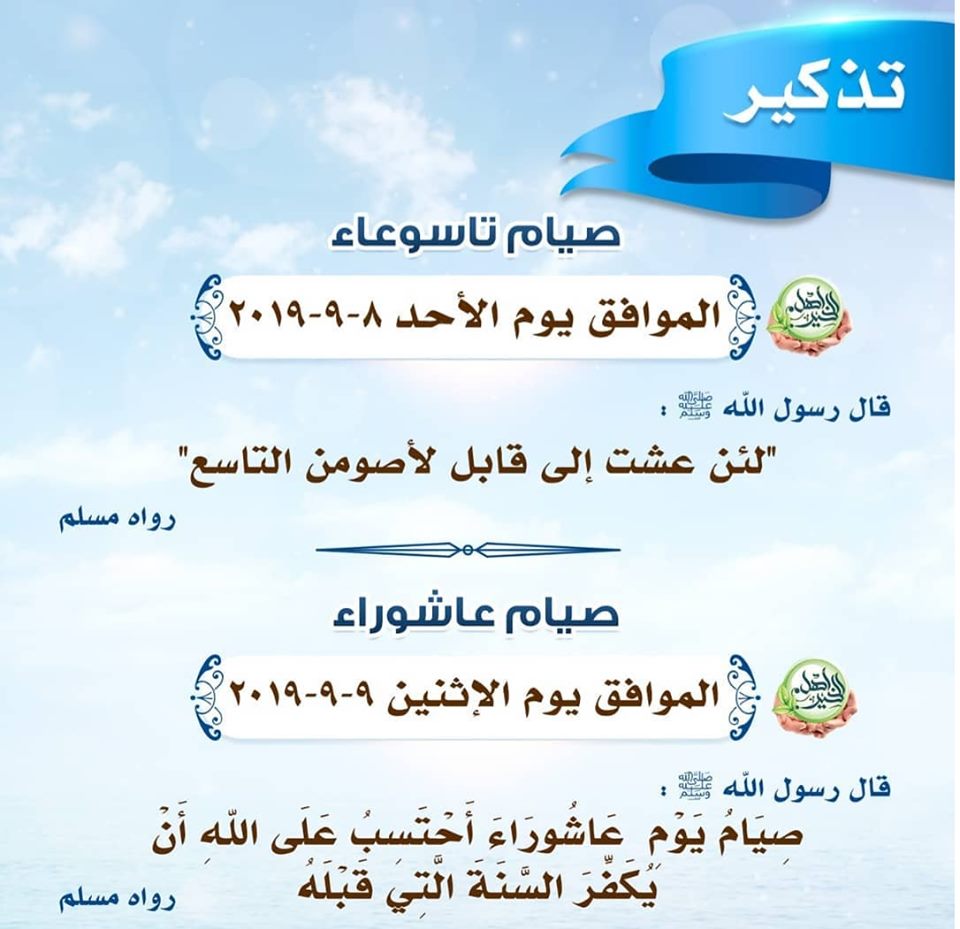 تذكير
صيام تاسوعاء
الموافق يوم الأحد ٨-٩-٢٠١٩
قال رسول الله ﷺ :
"لئن عشت إلى قابل لأصومن التاسع"
رواه مسلم
صيام عاشوراء
الموافق يوم الإثنين ٩-٩-٢٠١٩
قال رسول الله ﷺ :
صِيَامُ يَوْمِ عَاشُورَاءَ أَحْتَسِبُ عَلَى اللَّهِ أَنْ
يُكَفِّرَ السَّنَةَ الَّتِي قَبْلَهُ
رواه مسلم